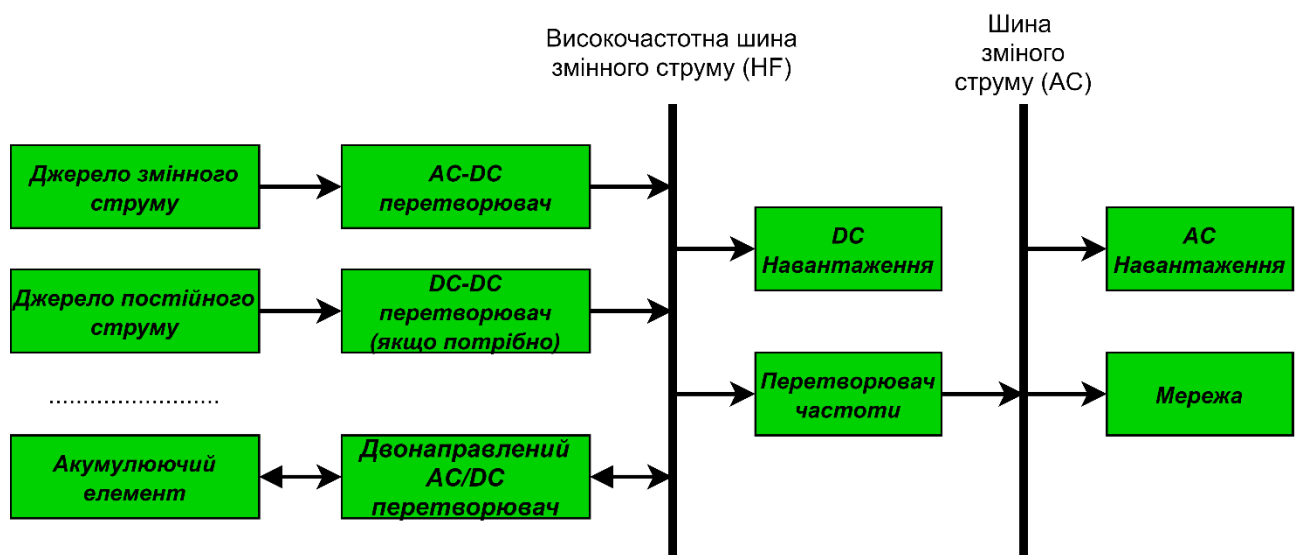 Високочастотна шина
змінного струму (HF)
Шина
зміного
струму (AC)
Джерело змінного
струму
AC-DC
перетворювач
DC
Навантаження
AC
Навантаження
Джерело постійного
струму
DC-DC
перетворювач
(якщо потрібно)
Перетворювач
частоти
Мережа
............................
Акумулюючий
елемент
Двонаправлений
AC/DC
перетворювач